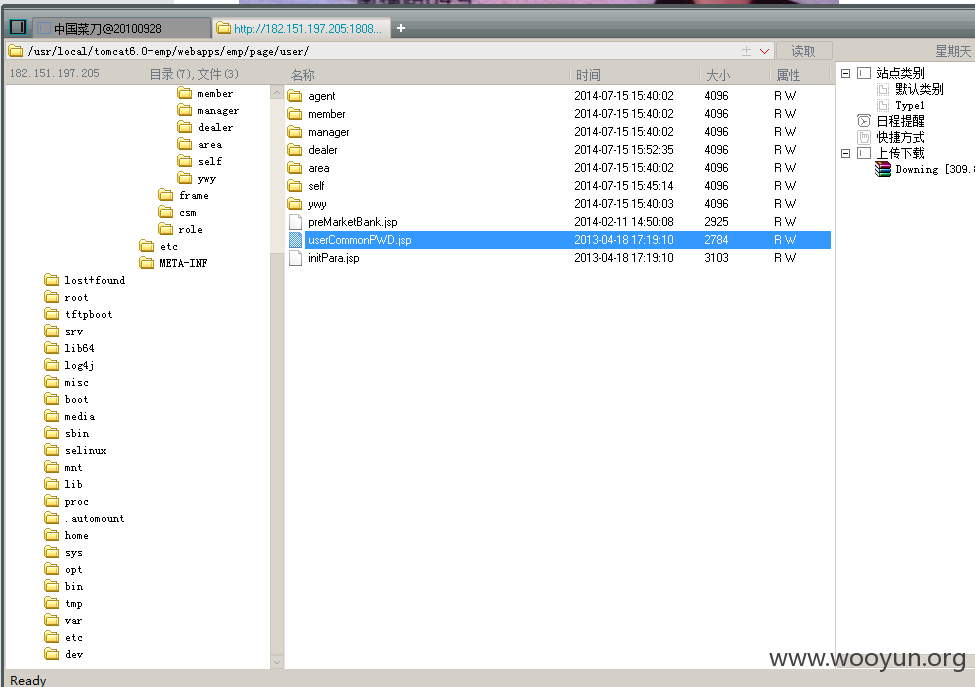 中国菜刀@20100928
http://182.151.197.205:1808...
+
/usr/local/tomcat6.0-emp/webapps/emp/page/user/
读取
星期天
182.151.197.205
目录(7),文件(3)
名称 时间 大小 属性
member
manager
dealer
area
self
ywy
frame
csm
role
etc
META-INF
lost+found
root
tftpboot
srv
lib64
log4j
misc
boot
media
sbin
selinux
mnt
lib
proc
.automount
home
sys
opt
bin
tmp
var
etc
dev
agent 2014-07-15 15:40:02 4096 R W
member 2014-07-15 15:40:02 4096 R W
manager 2014-07-15 15:40:02 4096 R W
dealer 2014-07-15 15:52:35 4096 R W
area 2014-07-15 15:40:02 4096 R W
self 2014-07-15 15:45:14 4096 R W
ywy 2014-07-15 15:40:03 4096 R W
preMarketBank.jsp 2014-02-11 14:50:08 2925 R W
userCommonPWD.jsp 2013-04-18 17:19:10 2784 R W
initPara.jsp 2013-04-18 17:19:10 3103 R W
站点类别
默认类别
Type1
日程提醒
快捷方式
上传下载
Downing [309.
www.wooyun.org
Ready